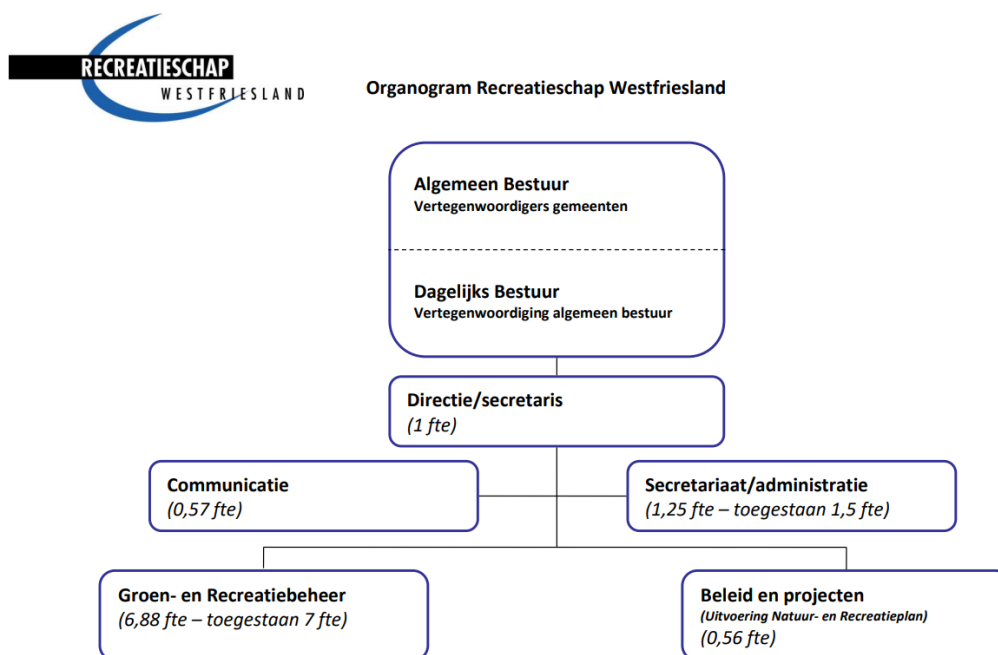 RECREATIESCHAP
WESTFRIESLAND
Organogram Recreatieschap Westfriesland
Algemeen Bestuur
Vertegenwoordigers gemeenten
Dagelijks Bestuur
Vertegenwoordiging algemeen bestuur
Directie/secretaris
(1 fte)
Communicatie
(0,57 fte)
Secretariaat/administratie
(1,25 fte – toegestaan 1,5 fte)
Groen- en Recreatiebeheer
(6,88 fte – toegestaan 7 fte)
Beleid en projecten
(Uitvoering Natuur- en Recreatieplan)
(0,56 fte)